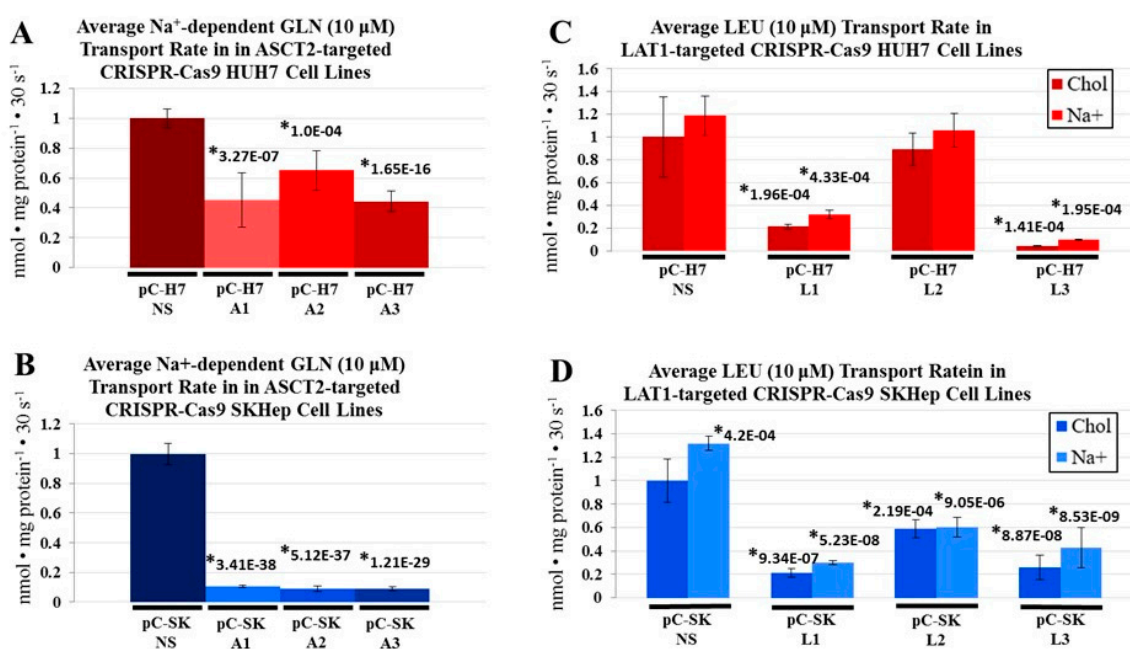 A
Average Na⁺-dependent GLN (10 µM)
Transport Rate in in ASCT2-targeted
CRISPR-Cas9 HUH7 Cell Lines
nmol • mg protein⁻¹ • 30 s⁻¹
1.2
1
0.8
0.6
0.4
0.2
0
*3.27E-07
*1.0E-04
*1.65E-16
pC-H7 pC-H7 pC-H7 pC-H7
NS A1 A2 A3
B
Average Na+-dependent GLN (10 µM)
Transport Rate in in ASCT2-targeted
CRISPR-Cas9 SKHep Cell Lines
nmol • mg protein⁻¹ • 30 s⁻¹
1.2
1
0.8
0.6
0.4
0.2
0
*3.41E-38
*5.12E-37
*1.21E-29
pC-SK pC-SK pC-SK pC-SK
NS A1 A2 A3
C
Average LEU (10 µM) Transport Rate in
LAT1-targeted CRISPR-Cas9 HUH7 Cell Lines
nmol • mg protein⁻¹ • 30 s⁻¹
1.6
1.4
1.2
1
0.8
0.6
0.4
0.2
0
Chol
Na+
*1.96E-04
*4.33E-04
*1.41E-04
*1.95E-04
pC-H7 pC-H7 pC-H7 pC-H7
NS L1 L2 L3
D
Average LEU (10 µM) Transport Ratein in
LAT1-targeted CRISPR-Cas9 SKHep Cell Lines
nmol • mg protein⁻¹ • 30 s⁻¹
1.6
1.4
1.2
1
0.8
0.6
0.4
0.2
0
Chol
Na+
*4.2E-04
*9.34E-07
*5.23E-08
*2.19E-04
*9.05E-06
*8.87E-08
*8.53E-09
pC-SK pC-SK pC-SK pC-SK
NS L1 L2 L3